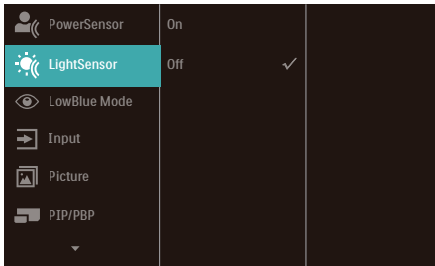 PowerSensor
On
LightSensor
Off
LowBlue Mode
Input
Picture
PIP/PBP